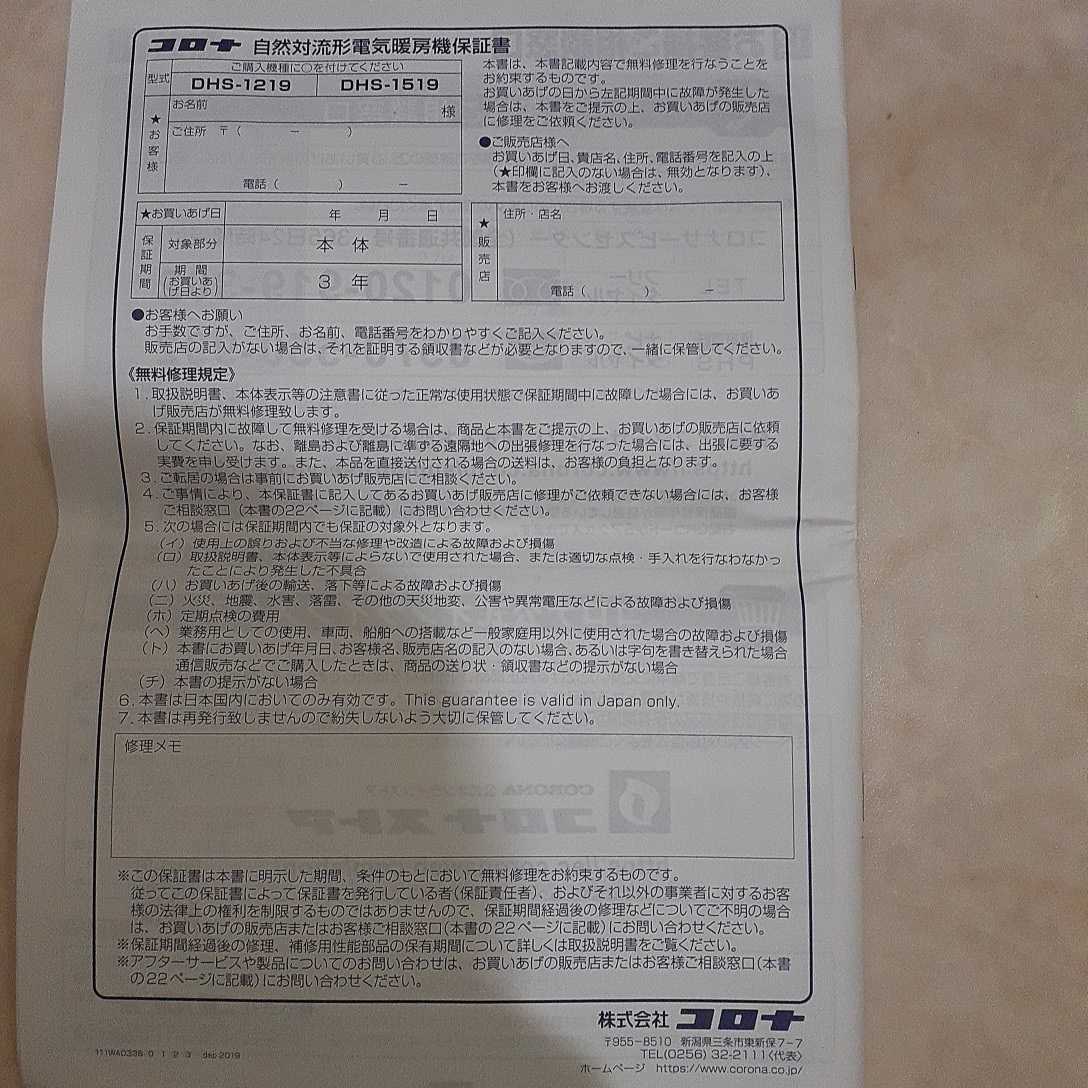 コロナ 自然対流形電気暖房機保証書
型式
ご購入機種に○を付けてください
DHS-1219 DHS-1519
★お客様
お名前
様
ご住所 〒( − )
電話( ) −
本書は、本書記載内容で無料修理を行なうことを
お約束するものです。
お買いあげの日から左記期間中に故障が発生した
場合は、本書をご提示の上、お買いあげの販売店
に修理をご依頼ください。
●ご販売店様へ
お買いあげ日、貴店名、住所、電話番号を記入の上
(★印欄に記入のない場合は、無効となります)、
本書をお客様へお渡しください。
★お買いあげ日 年 月 日
保証期間
対象部分 本 体
期 間
(お買いあげ日より)
3 年
★販売店
住所・店名
電話( ) −
●お客様へお願い
お手数ですが、ご住所、お名前、電話番号をわかりやすくご記入ください。
販売店の記入がない場合は、それを証明する領収書などが必要となりますので、一緒に保管してください。
《無料修理規定》
1.取扱説明書、本体表示等の注意書に従った正常な使用状態で保証期間中に故障した場合には、お買いあ
げ販売店が無料修理致します。
2.保証期間内に故障して無料修理を受ける場合は、商品と本書をご提示の上、お買いあげの販売店に依頼
してください。なお、離島および離島に準ずる遠隔地への出張修理を行なった場合には、出張に要する
実費を申し受けます。また、本品を直接送付される場合の送料は、お客様の負担となります。
3.ご転居の場合は事前にお買いあげ販売店にご相談ください。
4.ご事情により、本保証書に記入してあるお買いあげ販売店に修理がご依頼できない場合には、お客様
ご相談窓口(本書の22ページに記載)にお問い合わせください。
5.次の場合には保証期間内でも保証の対象外となります。
(イ)使用上の誤りおよび不当な修理や改造による故障および損傷
(ロ)取扱説明書、本体表示等によらないで使用された場合、または適切な点検・手入れを行なわなかっ
たことにより発生した不具合
(ハ)お買いあげ後の輸送、落下等による故障および損傷
(ニ)火災、地震、水害、落雷、その他の天災地変、公害や異常電圧などによる故障および損傷
(ホ)定期点検の費用
(ヘ)業務用としての使用、車両、船舶への搭載など一般家庭用以外に使用された場合の故障および損傷
(ト)本書にお買いあげ年月日、お客様名、販売店名の記入のない場合、あるいは字句を書き替えられた場合
通信販売などでご購入したときは、商品の送り状・領収書などの提示がない場合
(チ)本書の提示がない場合
6.本書は日本国内においてのみ有効です。This guarantee is valid in Japan only.
7.本書は再発行致しませんので紛失しないよう大切に保管してください。
修理メモ
※この保証書は本書に明示した期間、条件のもとにおいて無料修理をお約束するものです。
従ってこの保証書によって保証書を発行している者(保証責任者)、およびそれ以外の事業者に対するお客
様の法律上の権利を制限するものではありませんので、保証期間経過後の修理などについてご不明の場合
は、お買いあげの販売店またはお客様ご相談窓口(本書の22ページに記載)にお問い合わせください。
※保証期間経過後の修理、補修用性能部品の保有期間について詳しくは取扱説明書をご覧ください。
※アフターサービスや製品についてのお問い合わせは、お買いあげの販売店またはお客様ご相談窓口(本書
の22ページに記載)にお問い合わせください。
株式会社 コロナ
〒955-8510 新潟県三条市東新保7-7
TEL(0256)32-2111〈代表〉
ホームページ https://www.corona.co.jp/
0 1 2 3 2019